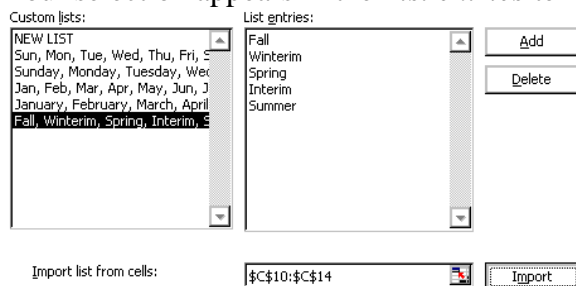 Custom lists: List entries:
NEW LIST Fall Add
Sun, Mon, Tue, Wed, Thu, Fri, S Winterim
Sunday, Monday, Tuesday, Wed Spring Delete
Jan, Feb, Mar, Apr, May, Jun, J Interim
January, February, March, April Summer
Fall, Winterim, Spring, Interim, S
Import list from cells: $C$10:$C$14 Import